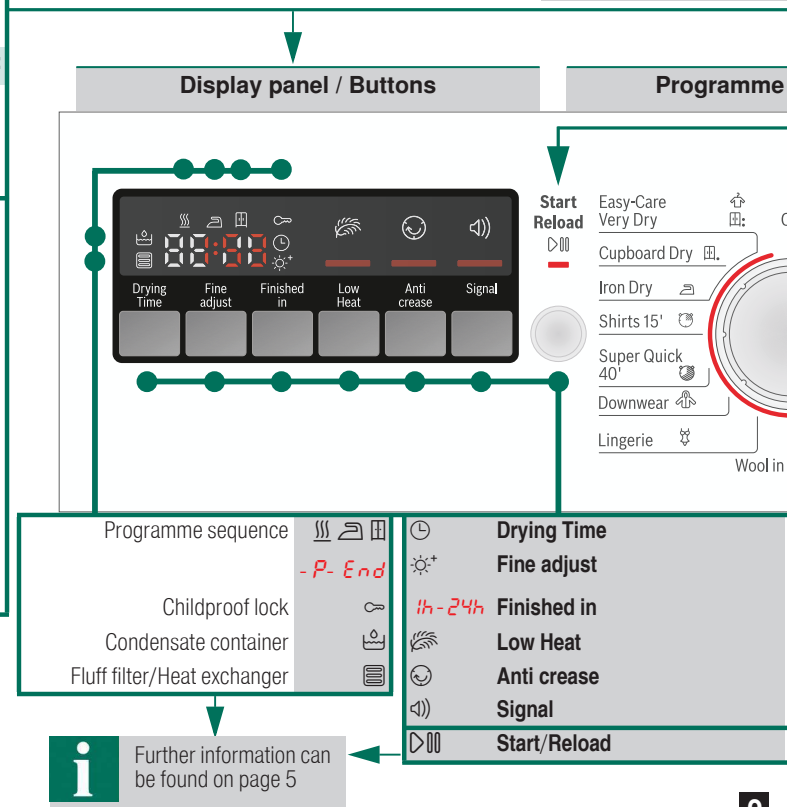 Display panel / Buttons
Programme
Start
Reload
Easy-Care
Very Dry
Cupboard Dry
Iron Dry
Shirts 15'
Super Quick
40'
Downwear
Lingerie
Wool in
88:88
Drying
Time
Fine
adjust
Finished
in
Low
Heat
Anti
crease
Signal
Programme sequence
-P- End
Childproof lock
Condensate container
Fluff filter/Heat exchanger
Drying Time
Fine adjust
1h-24h Finished in
Low Heat
Anti crease
Signal
Start/Reload
i
Further information can
be found on page 5